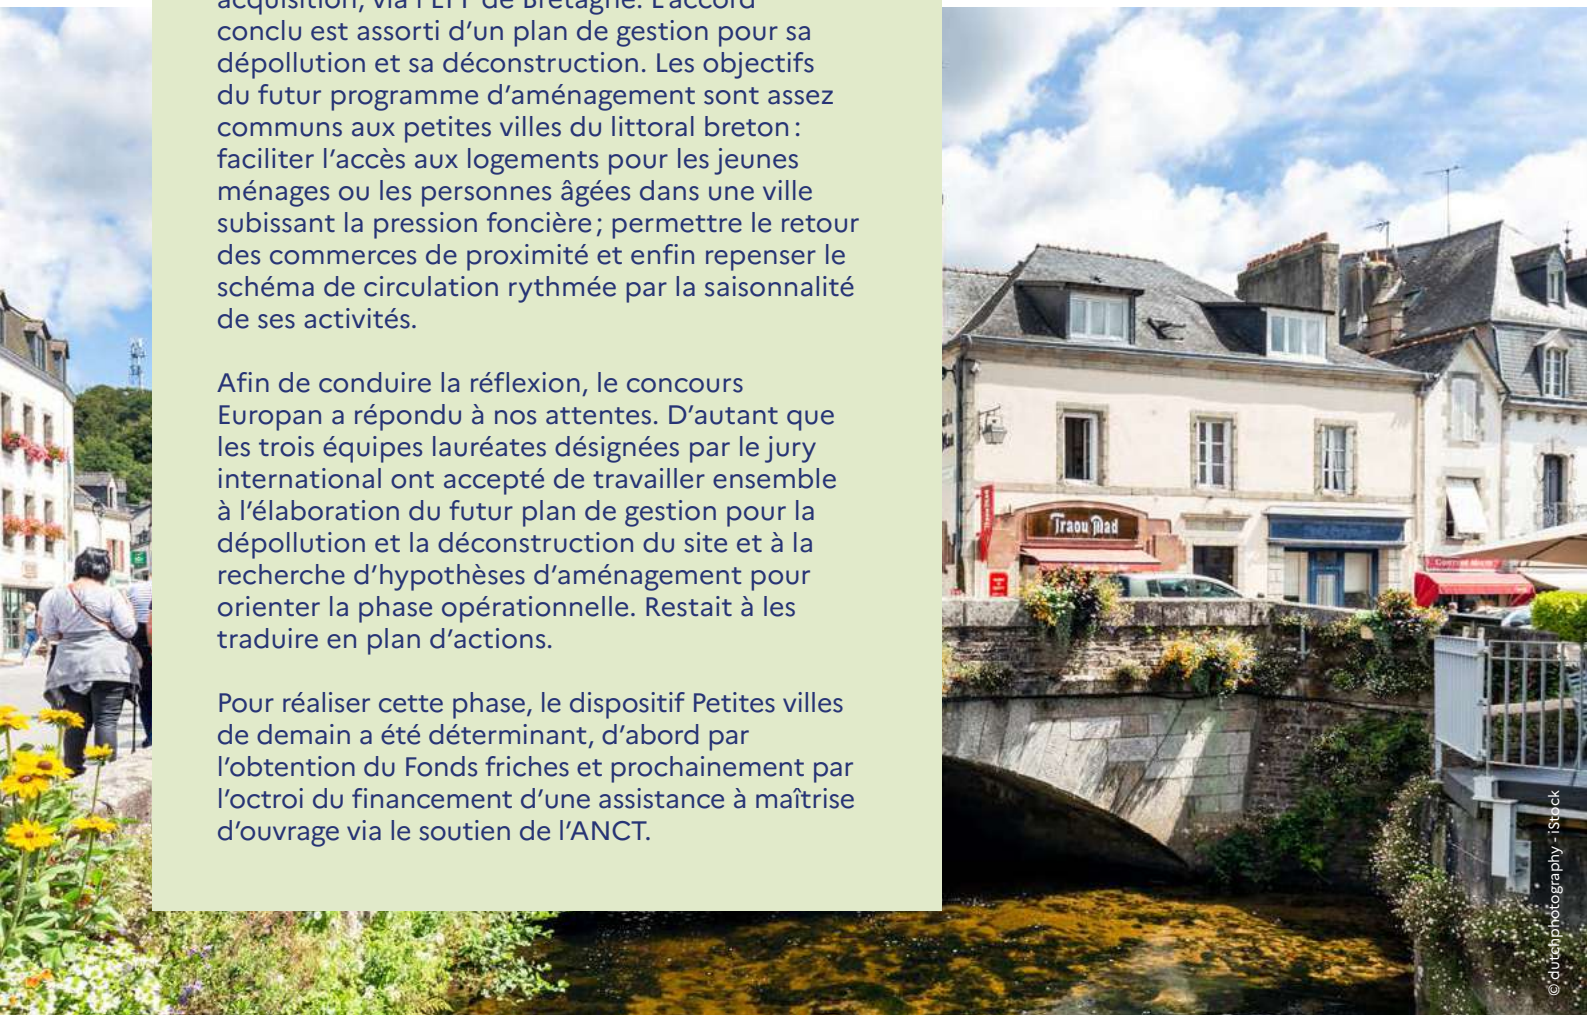 acquisition, via l'EPF de Bretagne. L'accord
conclu est assorti d'un plan de gestion pour sa
dépollution et sa déconstruction. Les objectifs
du futur programme d'aménagement sont assez
communs aux petites villes du littoral breton :
faciliter l'accès aux logements pour les jeunes
ménages ou les personnes âgées dans une ville
subissant la pression foncière ; permettre le retour
des commerces de proximité et enfin repenser le
schéma de circulation rythmée par la saisonnalité
de ses activités.
Afin de conduire la réflexion, le concours
Europan a répondu à nos attentes. D'autant que
les trois équipes lauréates désignées par le jury
international ont accepté de travailler ensemble
à l'élaboration du futur plan de gestion pour la
dépollution et la déconstruction du site et à la
recherche d'hypothèses d'aménagement pour
orienter la phase opérationnelle. Restait à les
traduire en plan d'actions.
Pour réaliser cette phase, le dispositif Petites villes
de demain a été déterminant, d'abord par
l'obtention du Fonds friches et prochainement par
l'octroi du financement d'une assistance à maîtrise
d'ouvrage via le soutien de l'ANCT.
Traou Mad
© dutchphotography - iStock